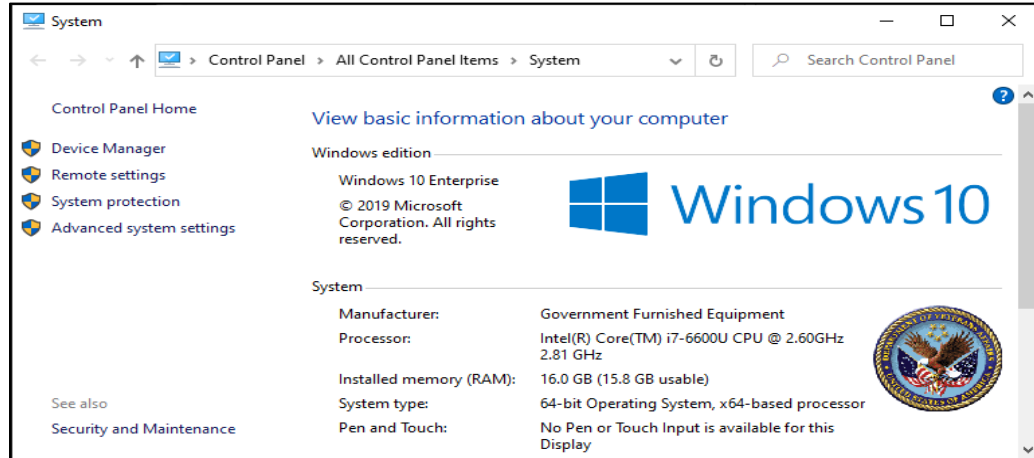 System
Control Panel > All Control Panel Items > System
Search Control Panel
Control Panel Home
Device Manager
Remote settings
System protection
Advanced system settings
See also
Security and Maintenance
?
View basic information about your computer
Windows edition
Windows 10 Enterprise
© 2019 Microsoft
Corporation. All rights
reserved.
Windows 10
System
Manufacturer: Government Furnished Equipment
Processor: Intel(R) Core(TM) i7-6600U CPU @ 2.60GHz
2.81 GHz
Installed memory (RAM): 16.0 GB (15.8 GB usable)
System type: 64-bit Operating System, x64-based processor
Pen and Touch: No Pen or Touch Input is available for this
Display